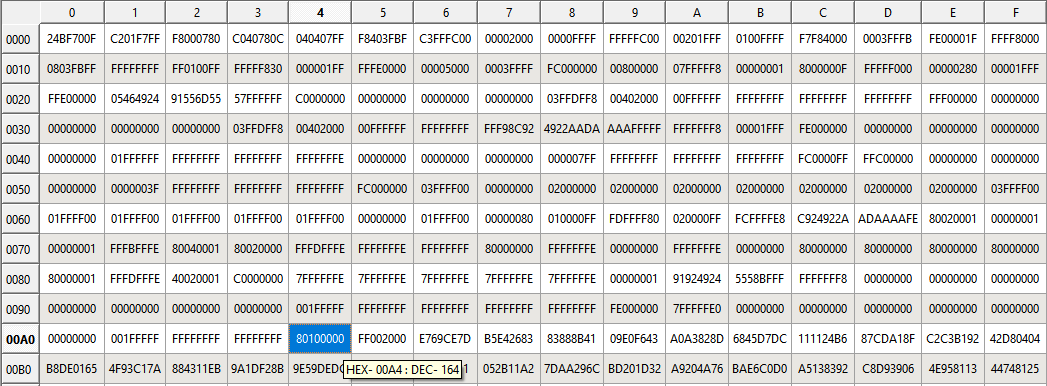 0 1 2 3 4 5 6 7 8 9 A B C D E F
0000 24BF700F C201F7FF F8000780 C040780C 040407FF F8403FBF C3FFFC00 00002000 0000FFFF FFFFFC00 00201FFF 0100FFFF F7F84000 0003FFFB FE00001F FFFF8000
0010 0803FBFF FFFFFFFF FF0100FF FFFFF830 000001FF FFFE0000 00005000 0003FFFF FC000000 00800000 07FFFFF8 00000001 8000000F FFFFF000 00000280 00001FFF
0020 FFE00000 05464924 91556D55 57FFFFFF C0000000 00000000 00000000 00000000 03FFDFF8 00402000 00FFFFFF FFFFFFFF FFFFFFFF FFFFFFFF FFF00000 00000000
0030 00000000 00000000 00000000 03FFDFF8 00402000 00FFFFFF FFFFFFFF FFF98C92 4922AADA AAAFFFFF FFFFFFF8 00001FFF FE000000 00000000 00000000 00000000
0040 00000000 01FFFFFF FFFFFFFF FFFFFFFF FFFFFFFE 00000000 00000000 00000000 000007FF FFFFFFFF FFFFFFFF FFFFFFFF FC0000FF FFC00000 00000000 00000000
0050 00000000 0000003F FFFFFFFF FFFFFFFF FFFFFFFF FC000000 03FFFF00 00000000 02000000 02000000 02000000 02000000 02000000 02000000 02000000 03FFFF00
0060 01FFFF00 01FFFF00 01FFFF00 01FFFF00 01FFFF00 00000000 01FFFF00 00000080 010000FF FDFFFF80 020000FF FCFFFFE8 C924922A ADAAAAFE 80020001 00000001
0070 00000001 FFFBFFFE 80040001 80020000 FFFDFFFE FFFFFFFE FFFFFFFE 80000000 FFFFFFFE 00000000 FFFFFFFE 00000000 80000000 80000000 80000000 80000000
0080 80000001 FFFDFFFE 40020001 C0000000 7FFFFFFE 7FFFFFFE 7FFFFFFE 7FFFFFFE 7FFFFFFE 00000001 91924924 5558BFFF FFFFFFF8 00000000 00000000 00000000
0090 00000000 00000000 00000000 00000000 001FFFFF FFFFFFFF FFFFFFFF FFFFFFFF FFFFFFFF FE000000 7FFFFFE0 00000000 00000000 00000000 00000000 00000000
00A0 00000000 001FFFFF FFFFFFFF FFFFFFFF 80100000 FF002000 E769CE7D B5E42683 83888B41 09E0F643 A0A3828D 6845D7DC 111124B6 87CDA18F C2C3B192 42D80404
HEX- 00A4 : DEC- 164
00B0 B8DE0165 4F93C17A 884311EB 9A1DF28B 052B11A2 7DAA296C BD201D32 A9204A76 BAE6C0D0 A5138392 C8D93906 4E958113 44748125